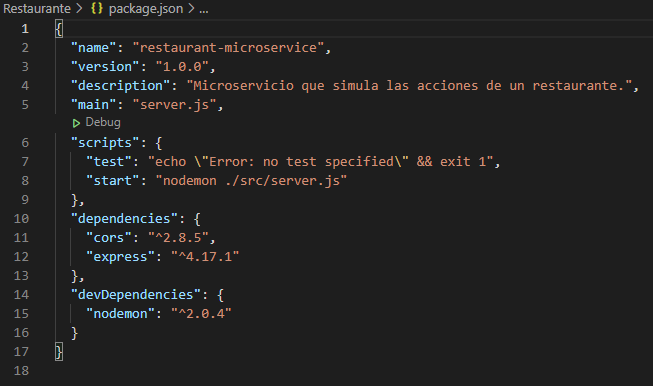 Restaurante > {} package.json > ...
1 {
2 "name": "restaurant-microservice",
3 "version": "1.0.0",
4 "description": "Microservicio que simula las acciones de un restaurante.",
5 "main": "server.js",
Debug
6 "scripts": {
7 "test": "echo \"Error: no test specified\" && exit 1",
8 "start": "nodemon ./src/server.js"
9 },
10 "dependencies": {
11 "cors": "^2.8.5",
12 "express": "^4.17.1"
13 },
14 "devDependencies": {
15 "nodemon": "^2.0.4"
16 }
17 }
18